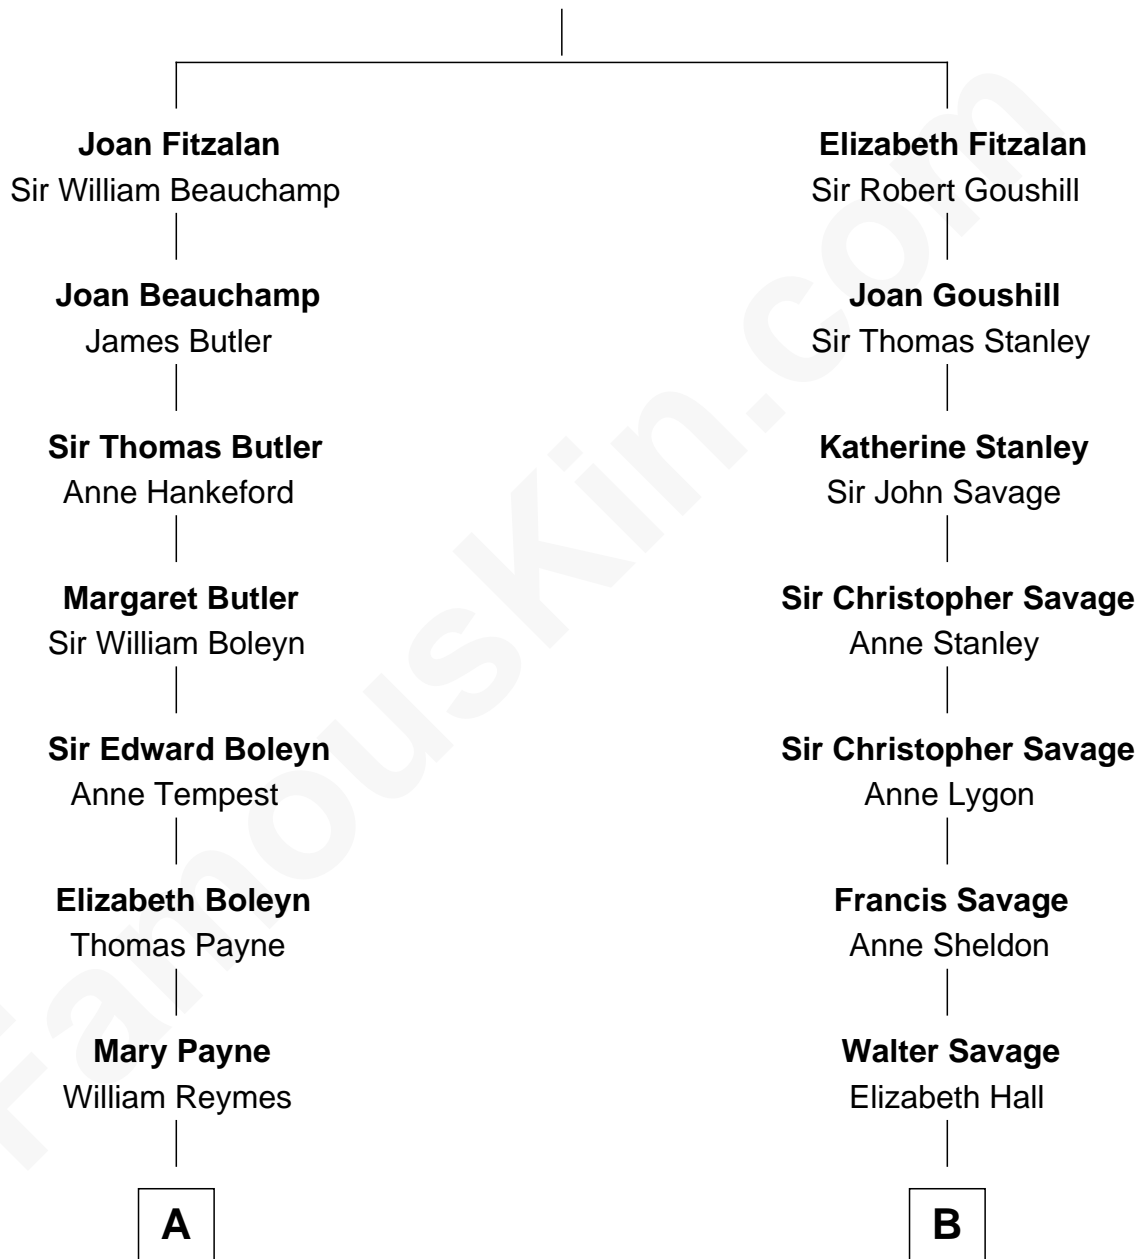 Joan Fitzalan
Sir William Beauchamp
Joan Beauchamp
James Butler
Sir Thomas Butler
Anne Hankeford
Margaret Butler
Sir William Boleyn
Sir Edward Boleyn
Anne Tempest
Elizabeth Boleyn
Thomas Payne
Mary Payne
William Reymes
A
Elizabeth Fitzalan
Sir Robert Goushill
Joan Goushill
Sir Thomas Stanley
Katherine Stanley
Sir John Savage
Sir Christopher Savage
Anne Stanley
Sir Christopher Savage
Anne Lygon
Francis Savage
Anne Sheldon
Walter Savage
Elizabeth Hall
B
FamousKin.com